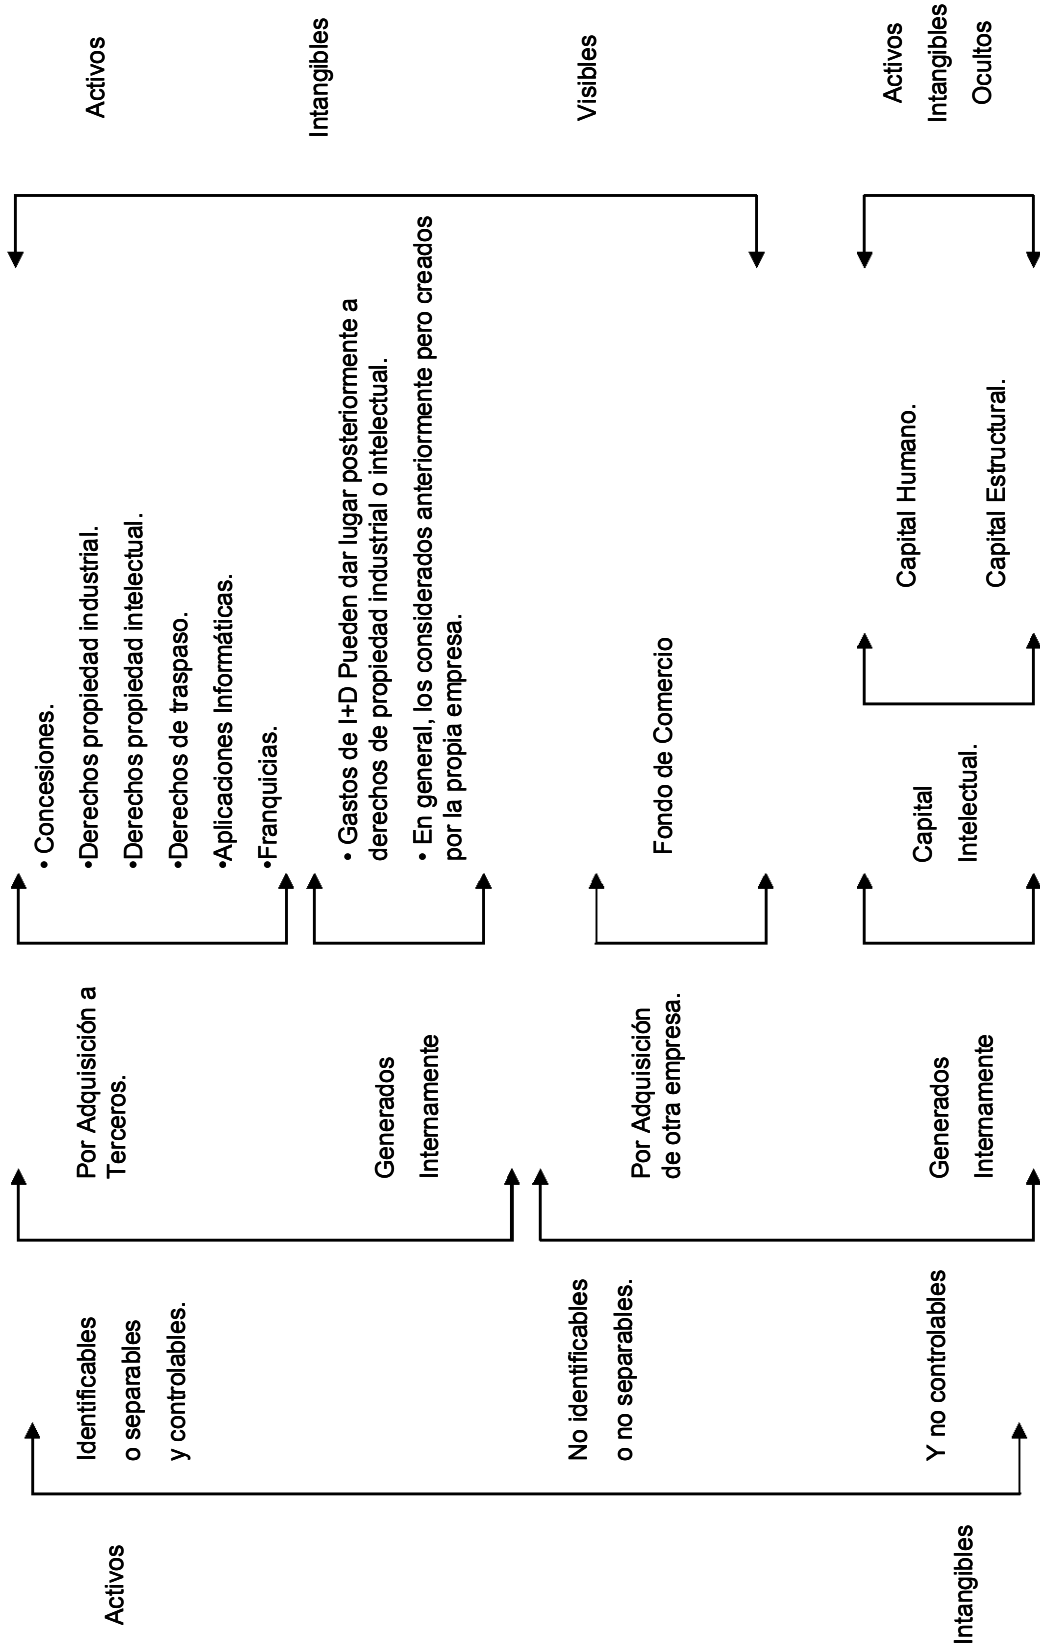 Activos
Intangibles
Identificables
o separables
y controlables.
No identificables
o no separables.
Y no controlables
Por Adquisición a
Terceros.
Generados
Internamente
Por Adquisición
de otra empresa.
Generados
Internamente
• Concesiones.
•Derechos propiedad industrial.
•Derechos propiedad intelectual.
•Derechos de traspaso.
•Aplicaciones Informáticas.
•Franquicias.
• Gastos de I+D Pueden dar lugar posteriormente a
derechos de propiedad industrial o intelectual.
• En general, los considerados anteriormente pero creados
por la propia empresa.
Fondo de Comercio
Capital
Intelectual.
Capital Humano.
Capital Estructural.
Activos
Intangibles
Visibles
Activos
Intangibles
Ocultos